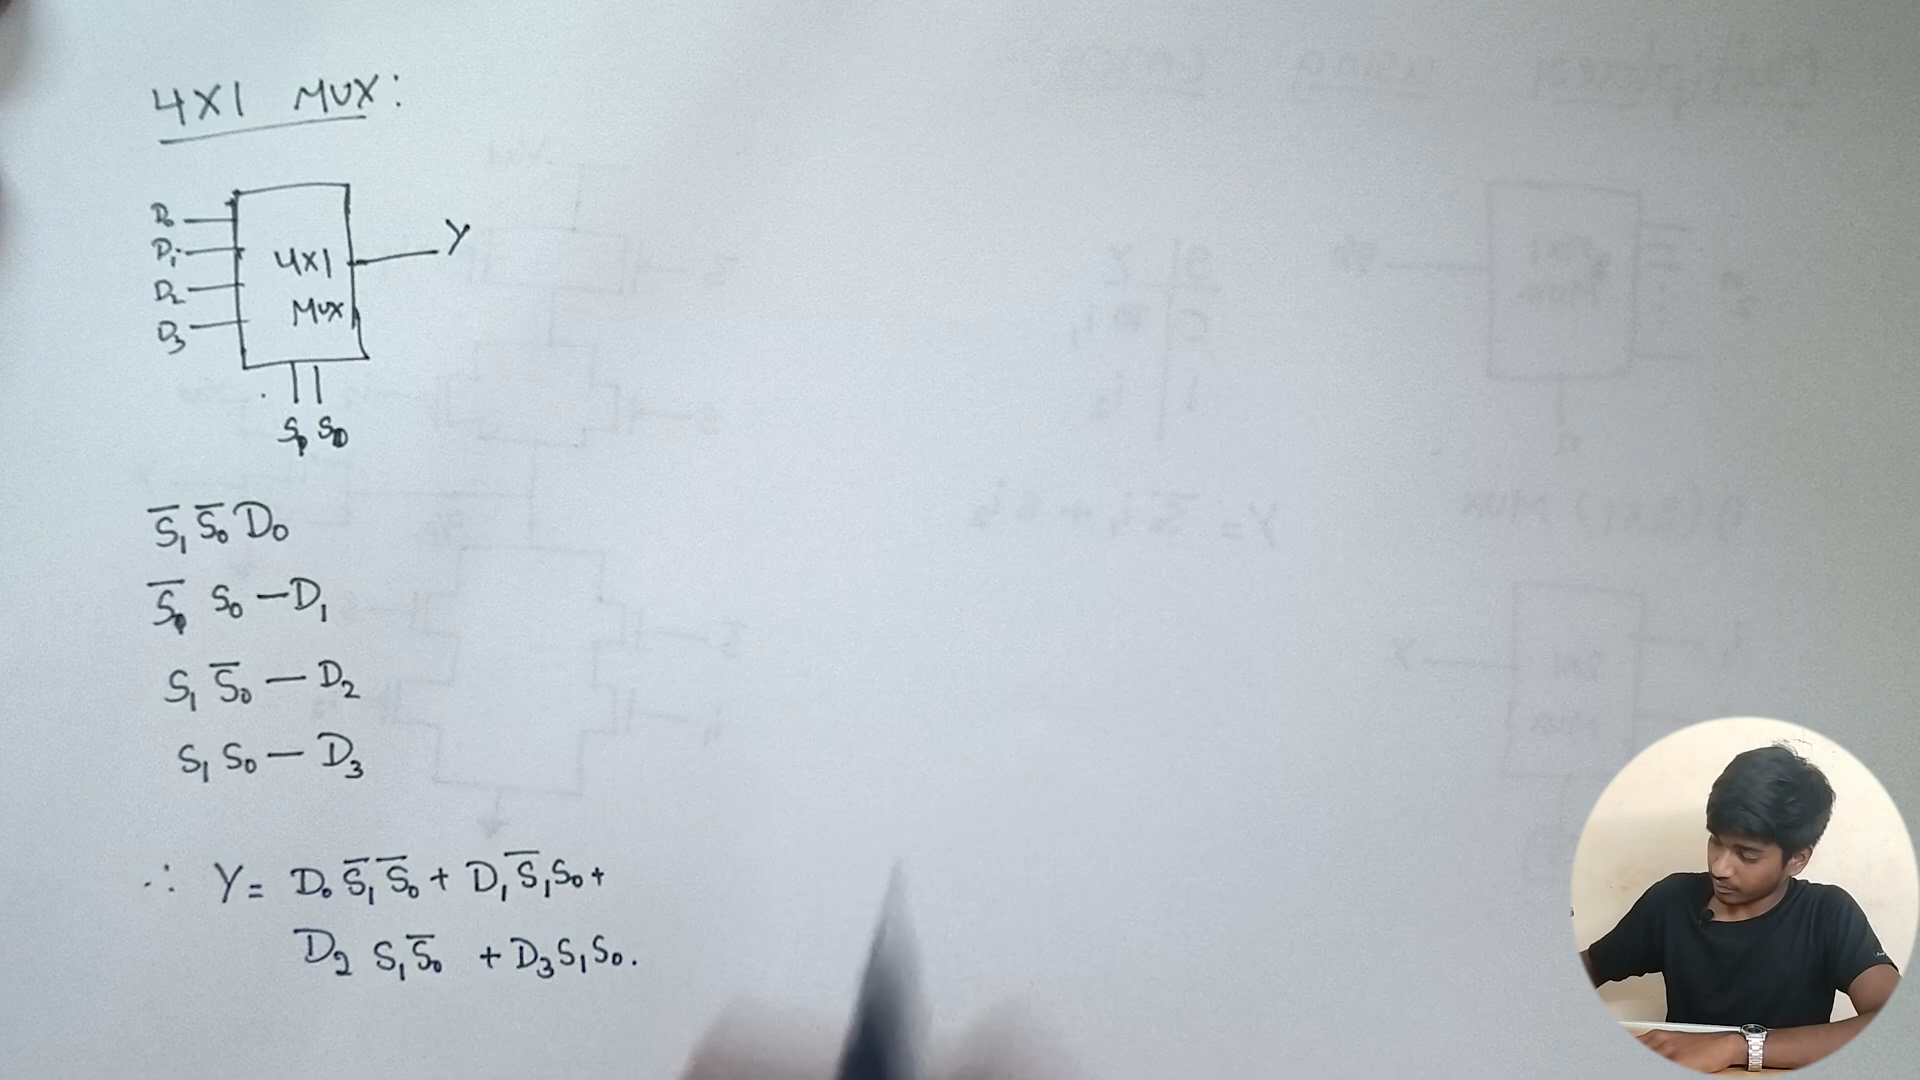 4X1 MUX:
D₀
D₁
D₂
D₃
4X1
MUX
Y
S₁ S₀
S̅₁ S̅₀ D₀
S̅₁ S₀ — D₁
S₁ S̅₀ — D₂
S₁ S₀ — D₃
∴ Y = D₀ S̅₁ S̅₀ + D₁ S̅₁ S₀ +
D₂ S₁ S̅₀ + D₃ S₁ S₀.